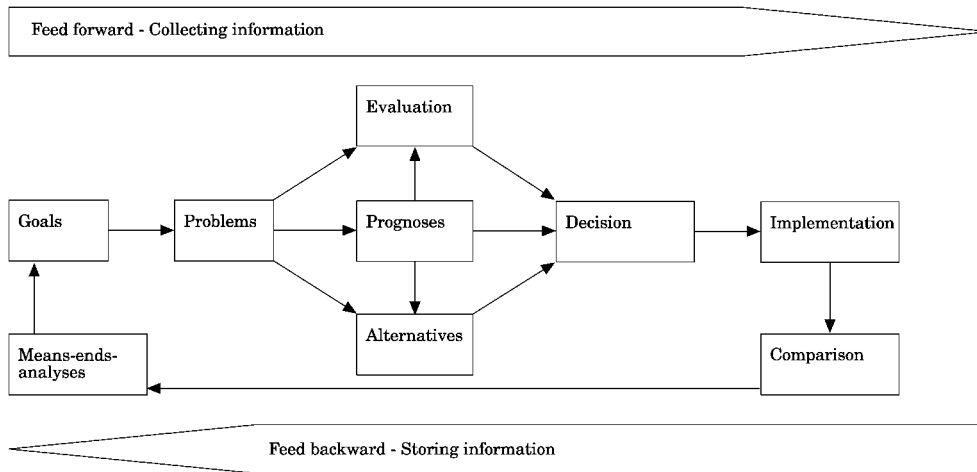 Feed forward - Collecting information
Evaluation
Goals
Problems
Prognoses
Decision
Implementation
Means-ends-
analyses
Alternatives
Comparison
Feed backward - Storing information